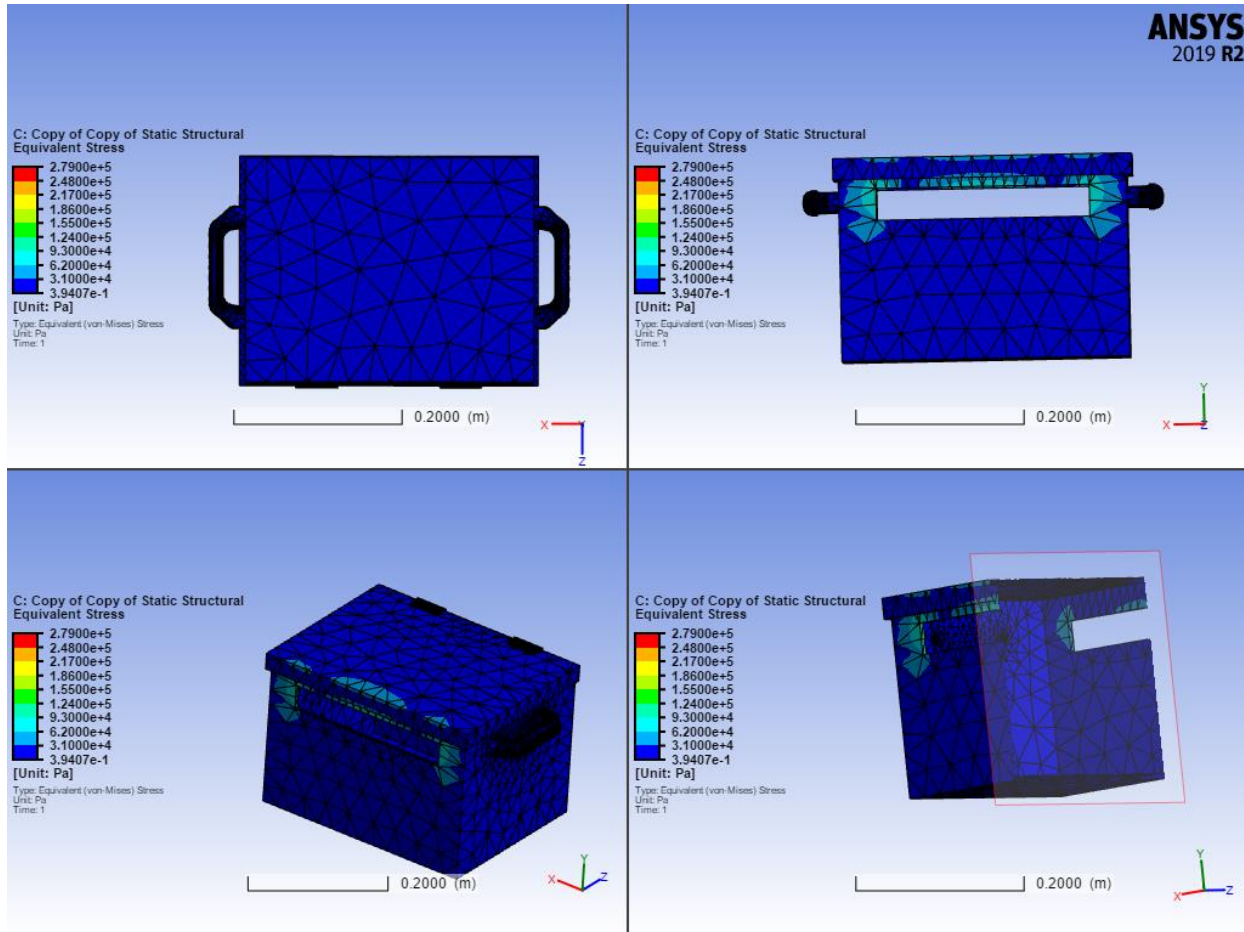 ANSYS
2019 R2
C: Copy of Copy of Static Structural
Equivalent Stress
2.7900e+5
2.4800e+5
2.1700e+5
1.8600e+5
1.5500e+5
1.2400e+5
9.3000e+4
6.2000e+4
3.1000e+4
3.9407e-1
[Unit: Pa]
Type: Equivalent (von-Mises) Stress
Unit: Pa
Time: 1
0.2000 (m)
X
Z
C: Copy of Copy of Static Structural
Equivalent Stress
2.7900e+5
2.4800e+5
2.1700e+5
1.8600e+5
1.5500e+5
1.2400e+5
9.3000e+4
6.2000e+4
3.1000e+4
3.9407e-1
[Unit: Pa]
Type: Equivalent (von-Mises) Stress
Unit: Pa
Time: 1
0.2000 (m)
Y
X
Z
C: Copy of Copy of Static Structural
Equivalent Stress
2.7900e+5
2.4800e+5
2.1700e+5
1.8600e+5
1.5500e+5
1.2400e+5
9.3000e+4
6.2000e+4
3.1000e+4
3.9407e-1
[Unit: Pa]
Type: Equivalent (von-Mises) Stress
Unit: Pa
Time: 1
0.2000 (m)
Y
X
Z
C: Copy of Copy of Static Structural
Equivalent Stress
2.7900e+5
2.4800e+5
2.1700e+5
1.8600e+5
1.5500e+5
1.2400e+5
9.3000e+4
6.2000e+4
3.1000e+4
3.9407e-1
[Unit: Pa]
Type: Equivalent (von-Mises) Stress
Unit: Pa
Time: 1
0.2000 (m)
Y
X
Z